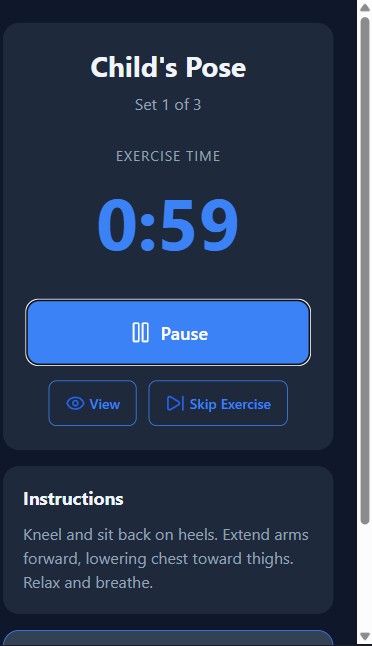 Child's Pose
Set 1 of 3
EXERCISE TIME
0:59
Pause
View
Skip Exercise
Instructions
Kneel and sit back on heels. Extend arms
forward, lowering chest toward thighs.
Relax and breathe.